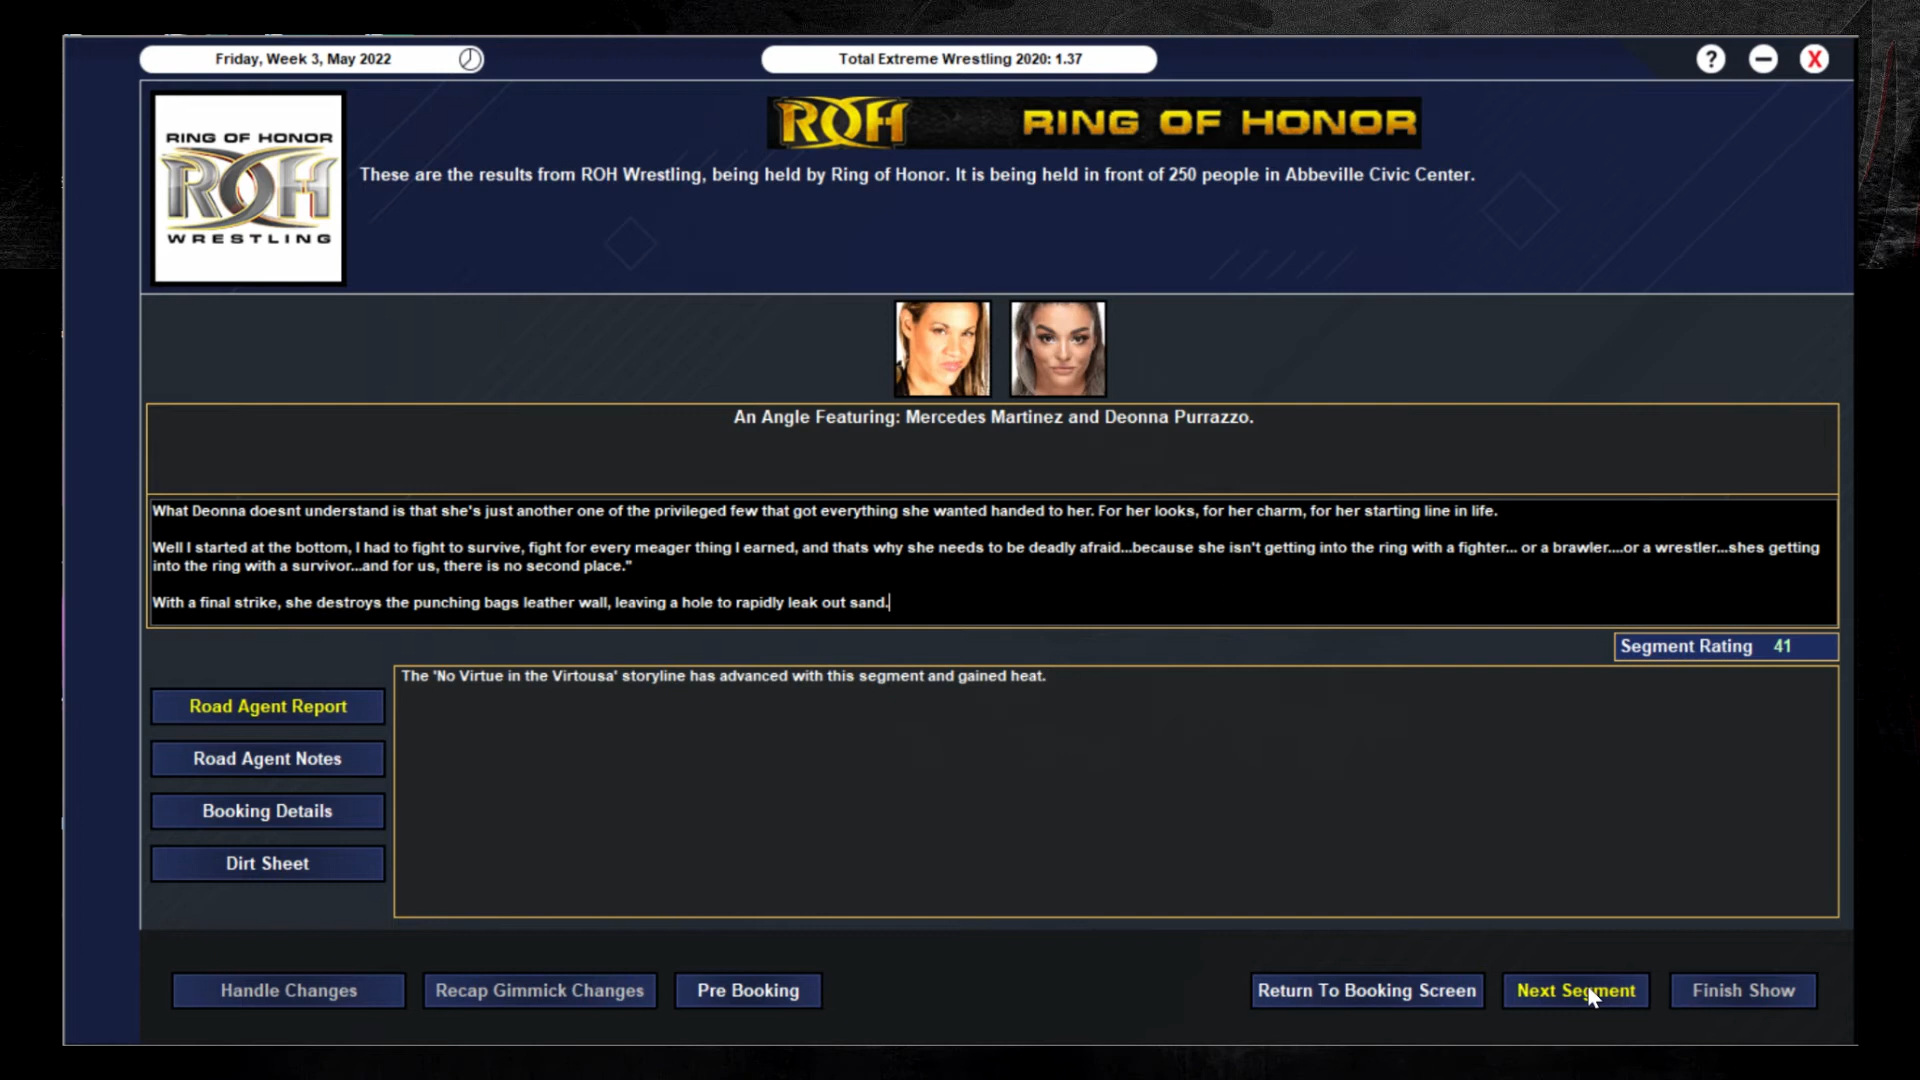 Friday, Week 3, May 2022
Total Extreme Wrestling 2020: 1.37
?
X
RING OF HONOR
ROH
WRESTLING
ROH RING OF HONOR
These are the results from ROH Wrestling, being held by Ring of Honor. It is being held in front of 250 people in Abbeville Civic Center.
An Angle Featuring: Mercedes Martinez and Deonna Purrazzo.
What Deonna doesnt understand is that she's just another one of the privileged few that got everything she wanted handed to her. For her looks, for her charm, for her starting line in life.
Well I started at the bottom, I had to fight to survive, fight for every meager thing I earned, and thats why she needs to be deadly afraid...because she isn't getting into the ring with a fighter... or a brawler....or a wrestler...shes getting
into the ring with a survivor...and for us, there is no second place."
With a final strike, she destroys the punching bags leather wall, leaving a hole to rapidly leak out sand.
Segment Rating 41
The 'No Virtue in the Virtousa' storyline has advanced with this segment and gained heat.
Road Agent Report
Road Agent Notes
Booking Details
Dirt Sheet
Handle Changes
Recap Gimmick Changes
Pre Booking
Return To Booking Screen
Next Segment
Finish Show